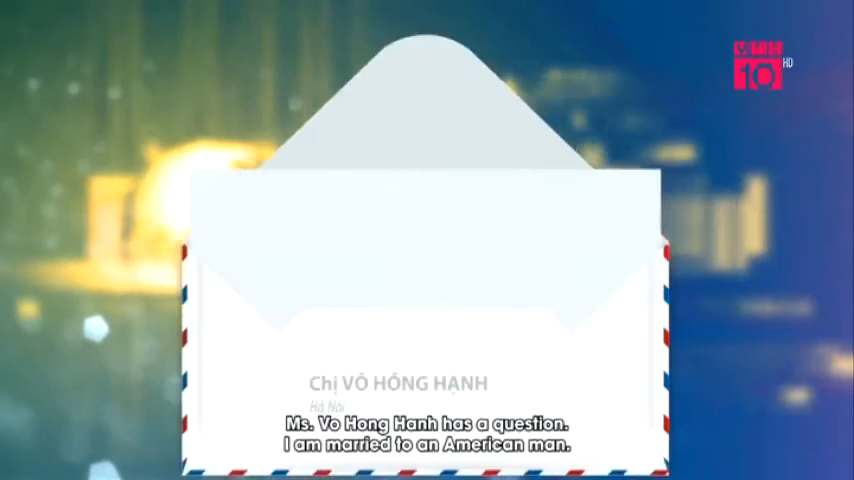 VTC
10 HD
Chị VÕ HỒNG HẠNH
Hà Nội
Ms. Vo Hong Hanh has a question.
I am married to an American man.